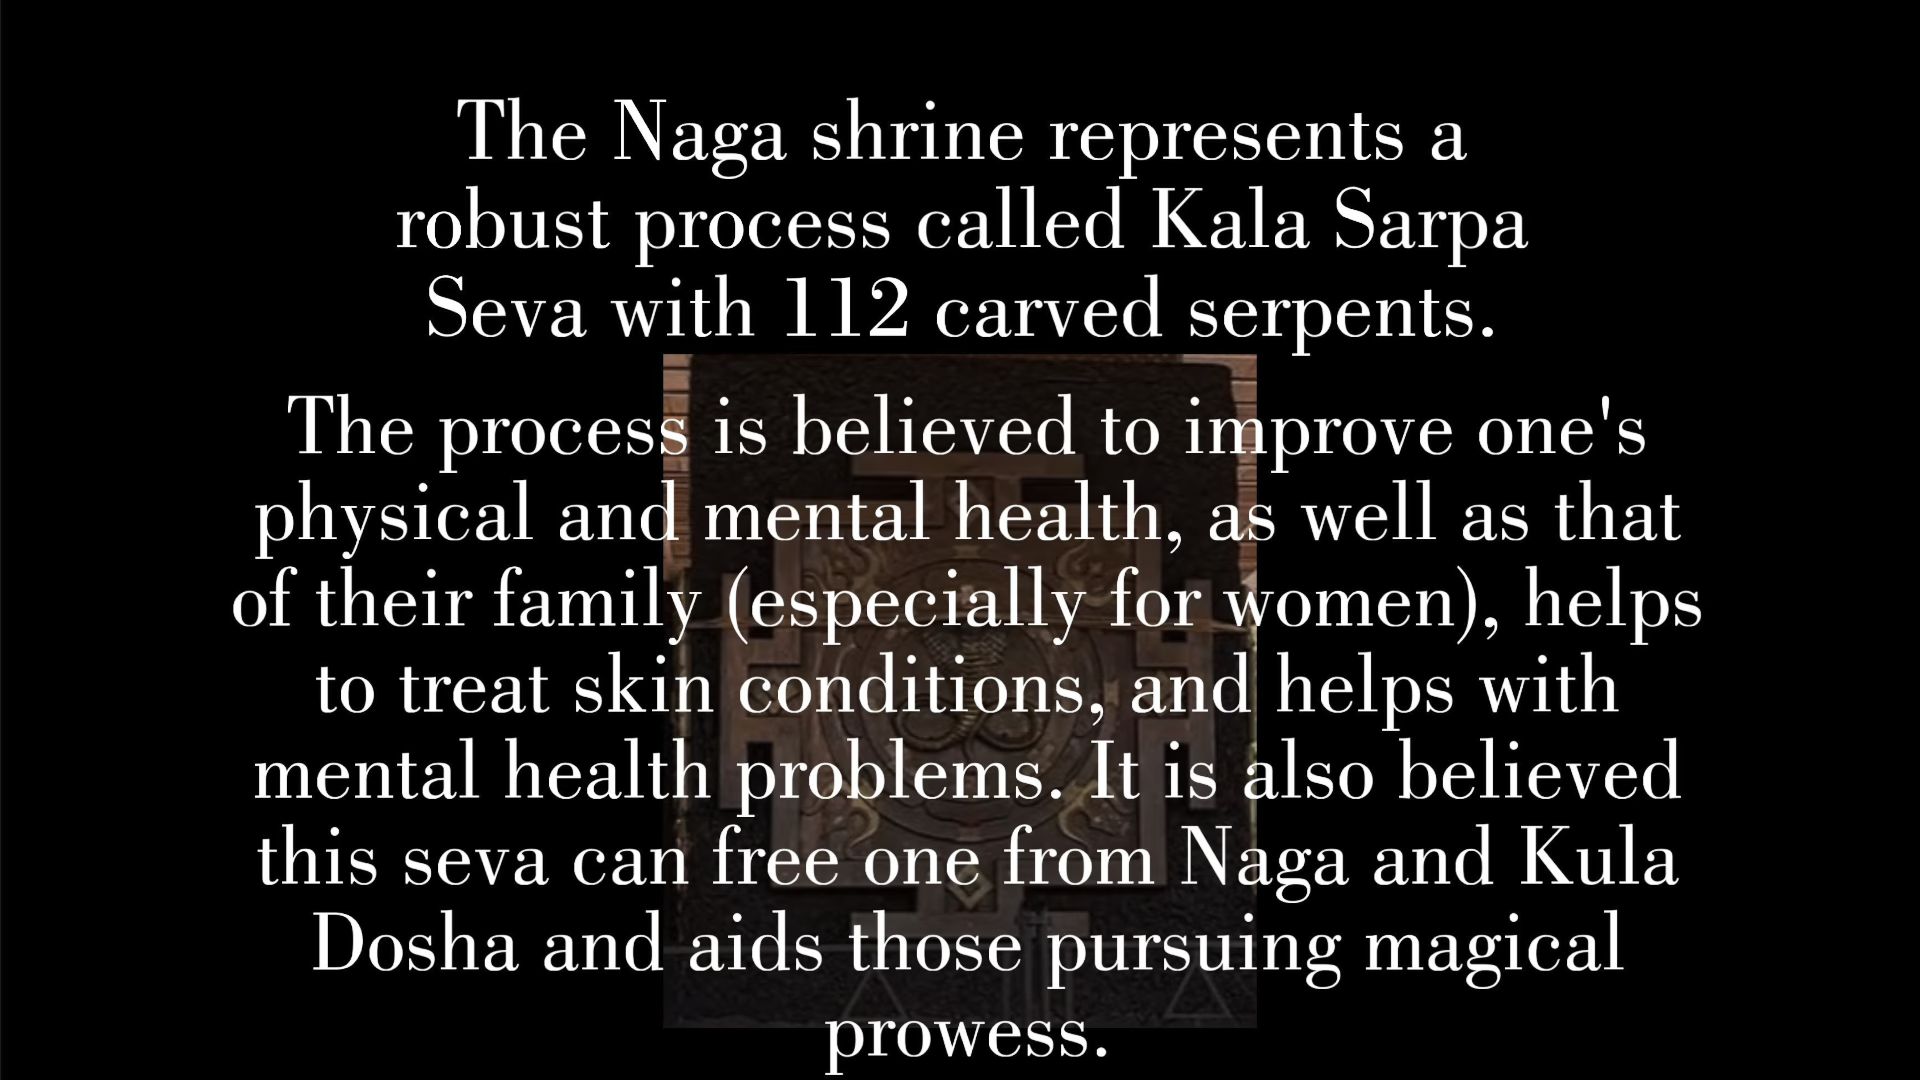 The Naga shrine represents a
robust process called Kala Sarpa
Seva with 112 carved serpents.
The process is believed to improve one's
physical and mental health, as well as that
of their family (especially for women), helps
to treat skin conditions, and helps with
mental health problems. It is also believed
this seva can free one from Naga and Kula
Dosha and aids those pursuing magical
prowess.